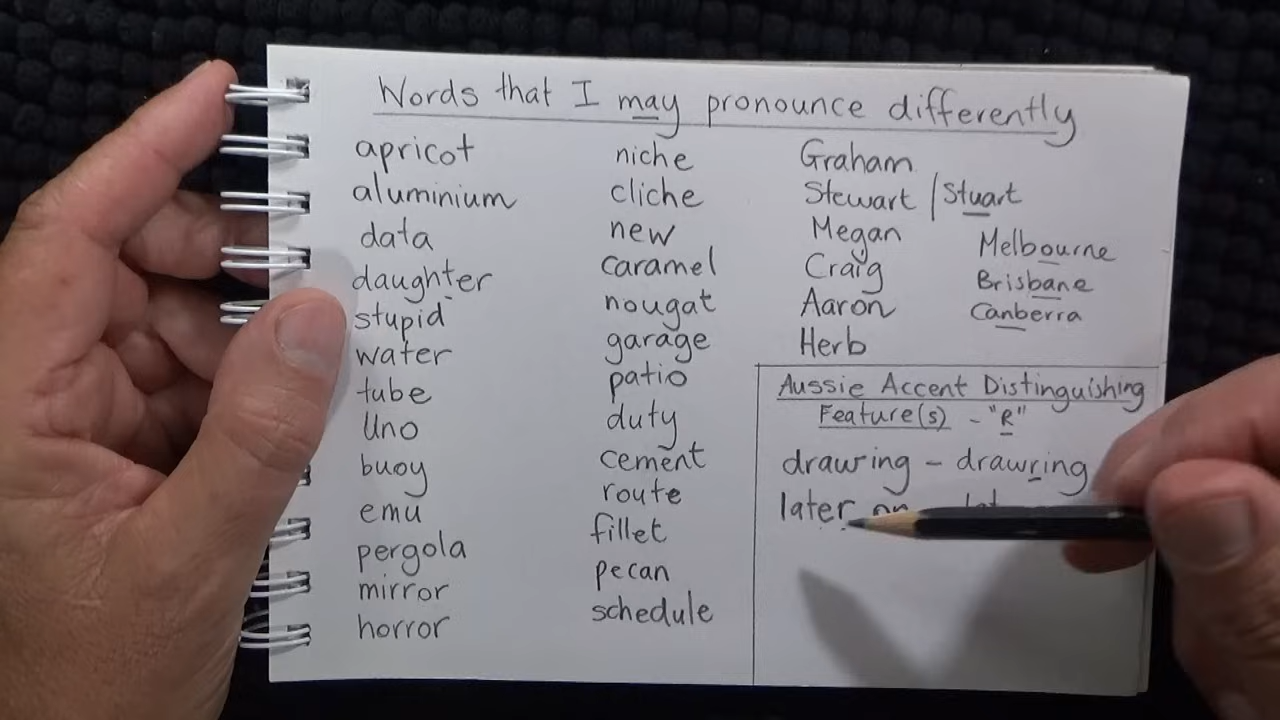 Words that I may pronounce differently
apricot
aluminium
data
daughter
stupid
water
tube
Uno
buoy
emu
pergola
mirror
horror
niche
cliche
new
caramel
nougat
garage
patio
duty
cement
route
fillet
pecan
schedule
Graham
Stewart / Stuart
Megan
Craig
Aaron
Herb
Melbourne
Brisbane
Canberra
Aussie Accent Distinguishing
Feature(s) - "R"
drawing - drawring
later on